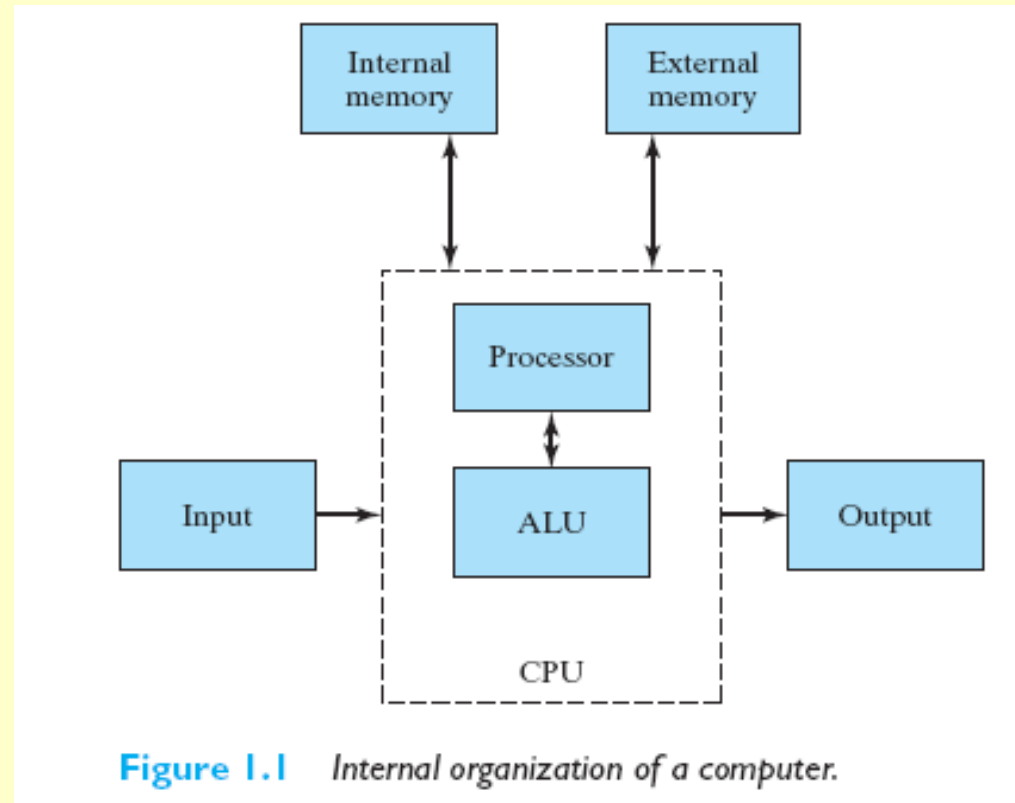 Internal
memory
External
memory
Processor
Input
ALU
Output
CPU
Figure 1.1 Internal organization of a computer.